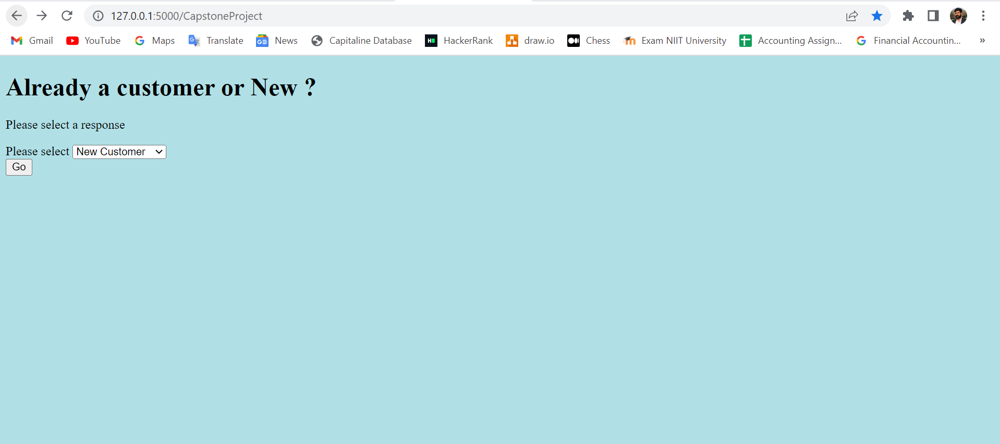 127.0.0.1:5000/CapstoneProject
Gmail YouTube Maps Translate News Capitaline Database HackerRank draw.io Chess Exam NIIT University Accounting Assign... Financial Accountin... »
Already a customer or New ?
Please select a response
Please select New Customer
Go